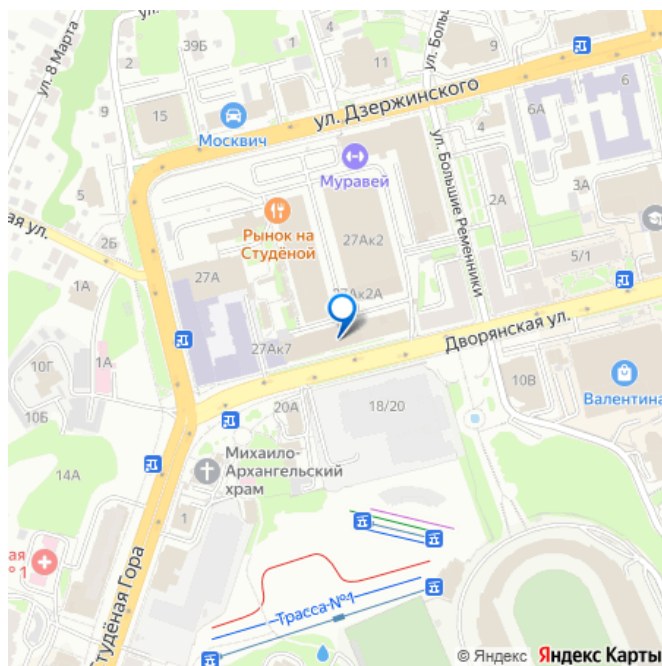 ул. 8 Марта
39Б
2
1
4
11
ул. Боль
9
15
Москвич
ул. Дзержинского
6А
6
4
Муравей
ул. Большие Ременники
3А
5
ая ул.
2Б
Рынок на
Студёной
27Ак2
2А
27А
1А
27Ак2А
5/1
10Г
1А
27Ак7
Дворянская ул.
10Б
20А
18/20
10В
Валентина
14А
Михаило-
Архангельский
храм
1
ая
№ 1
Студёная Гора
Трасса №1
© Яндекс Яндекс Карты